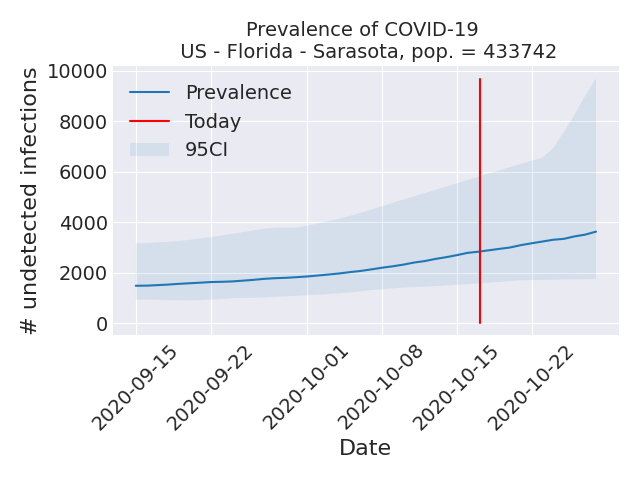 Prevalence of COVID-19
US - Florida - Sarasota, pop. = 433742
# undetected infections
10000
8000
6000
4000
2000
0
Prevalence
Today
95CI
2020-09-15
2020-09-22
2020-10-01
2020-10-08
2020-10-15
2020-10-22
Date